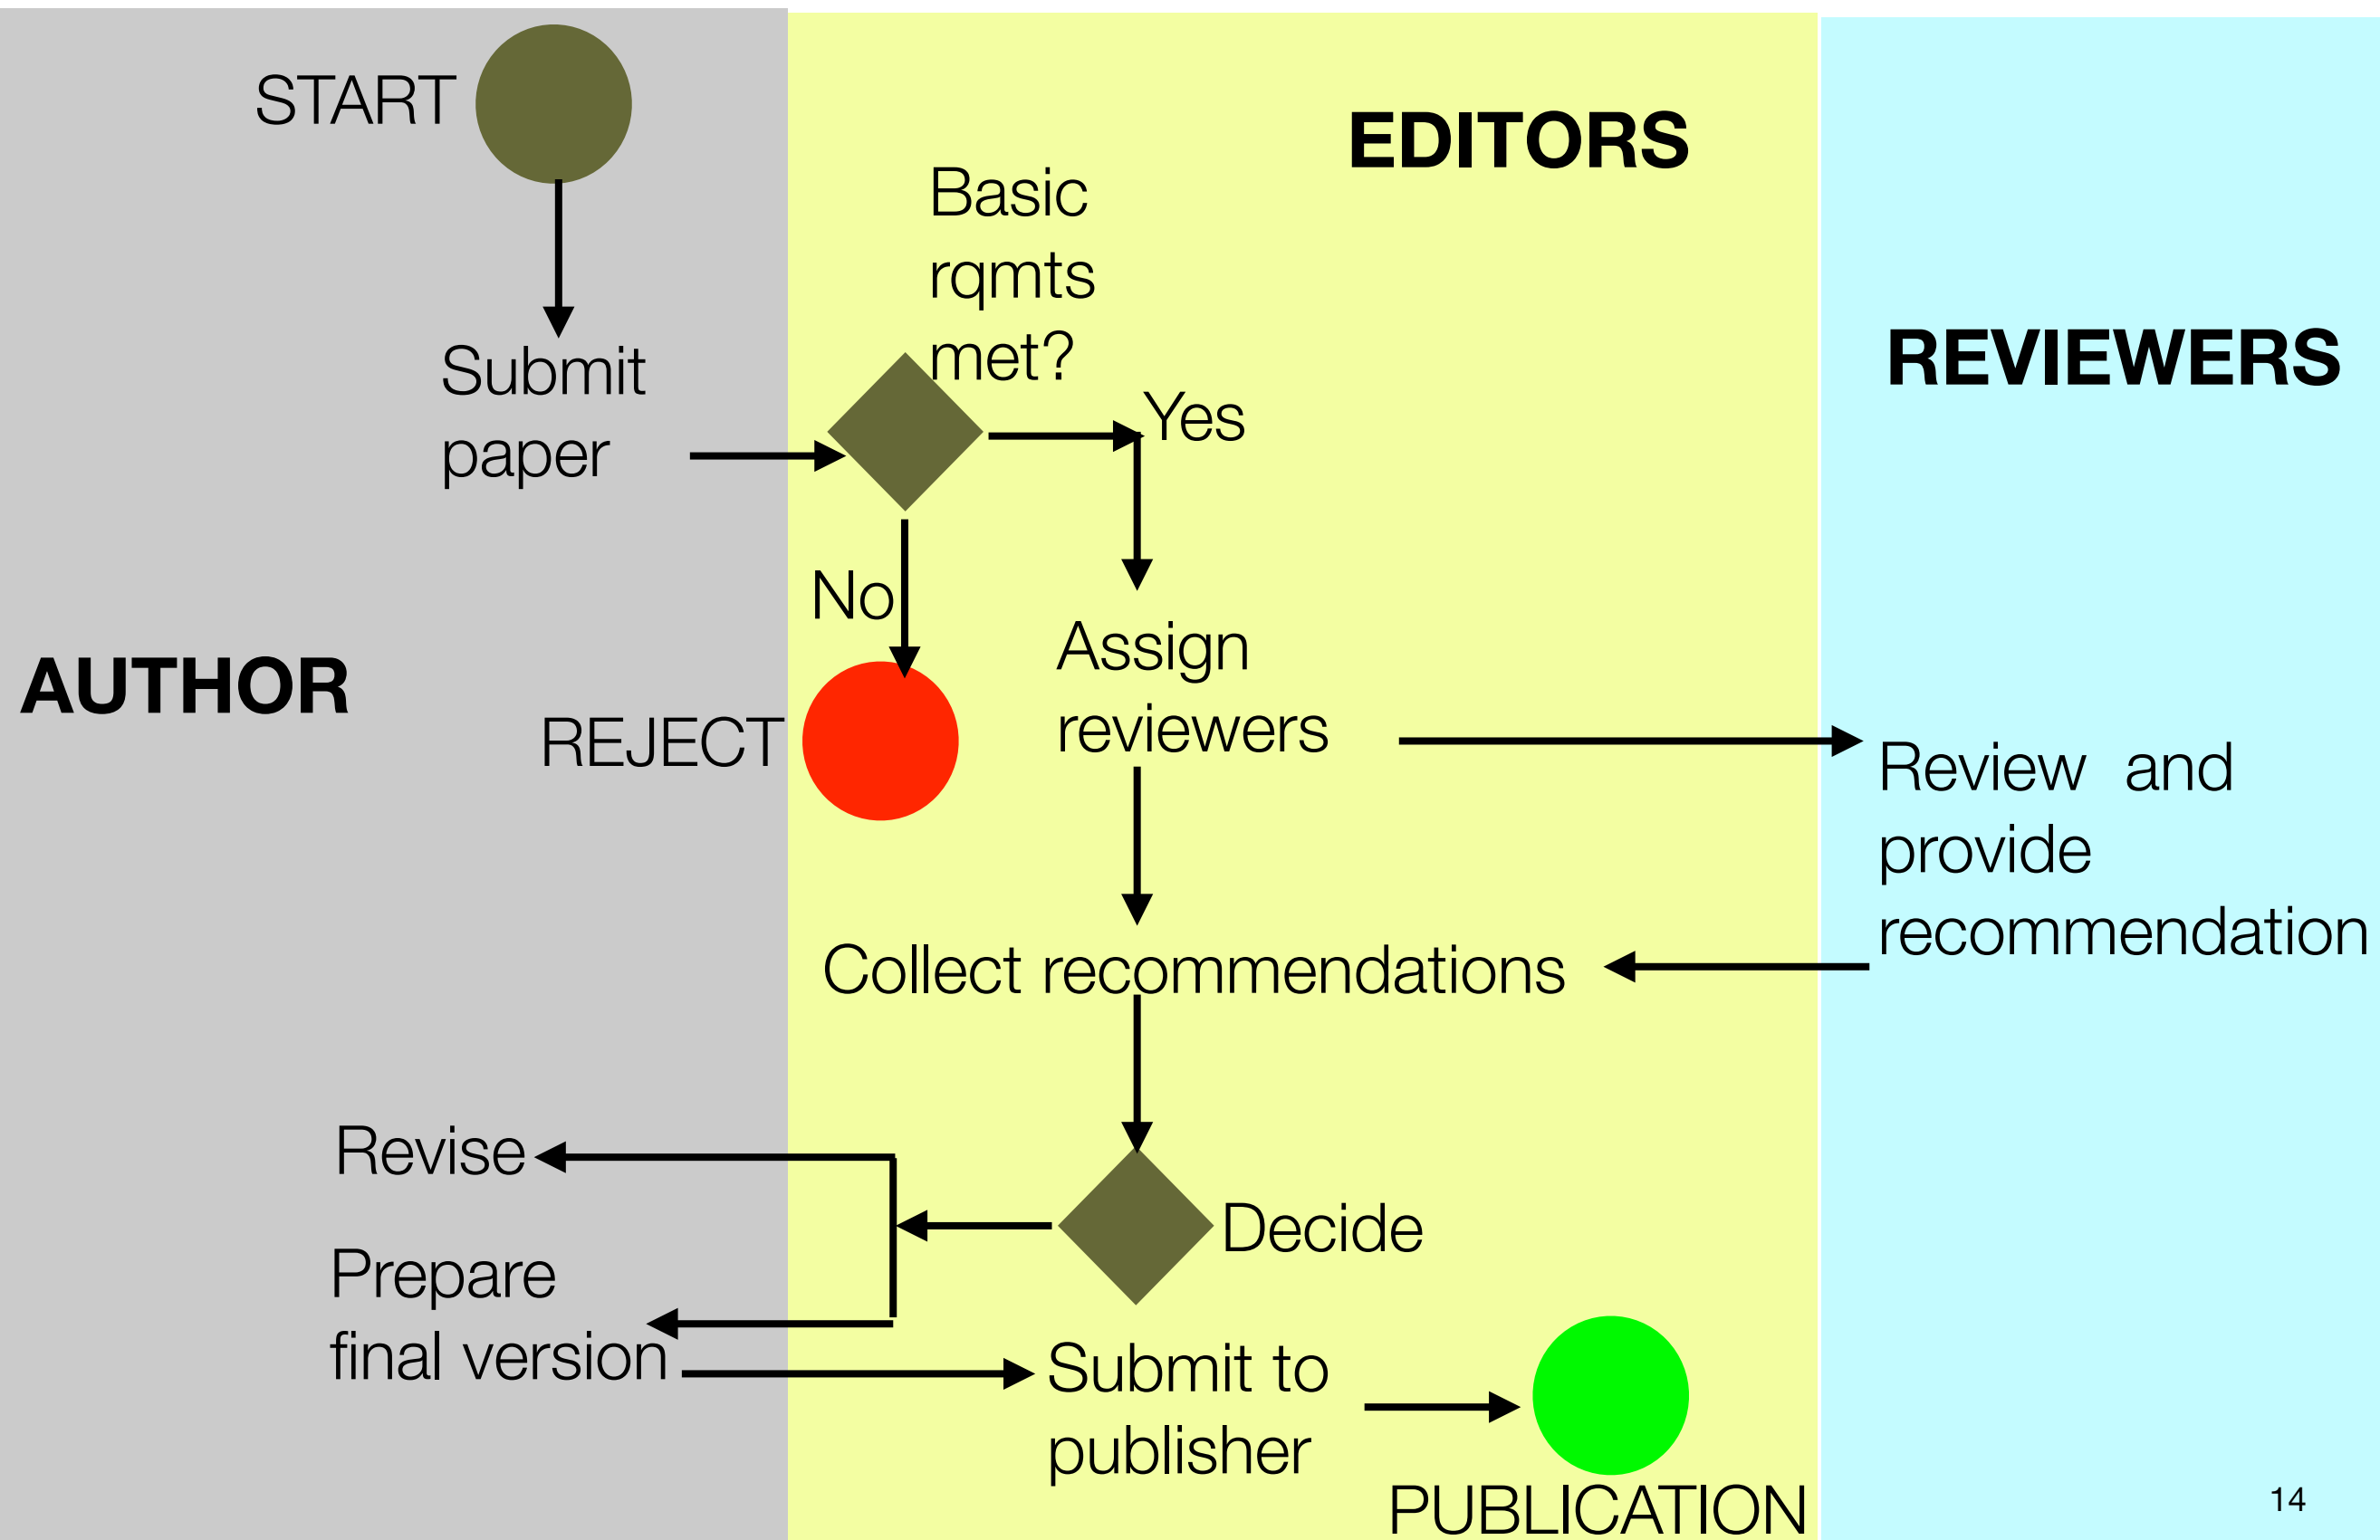 START
EDITORS
Basic
rqmts
met?
REVIEWERS
Submit
paper
Yes
No
AUTHOR
REJECT
Assign
reviewers
Review and
provide
recommendation
Collect recommendations
Revise
Decide
Prepare
final version
Submit to
publisher
PUBLICATION
14